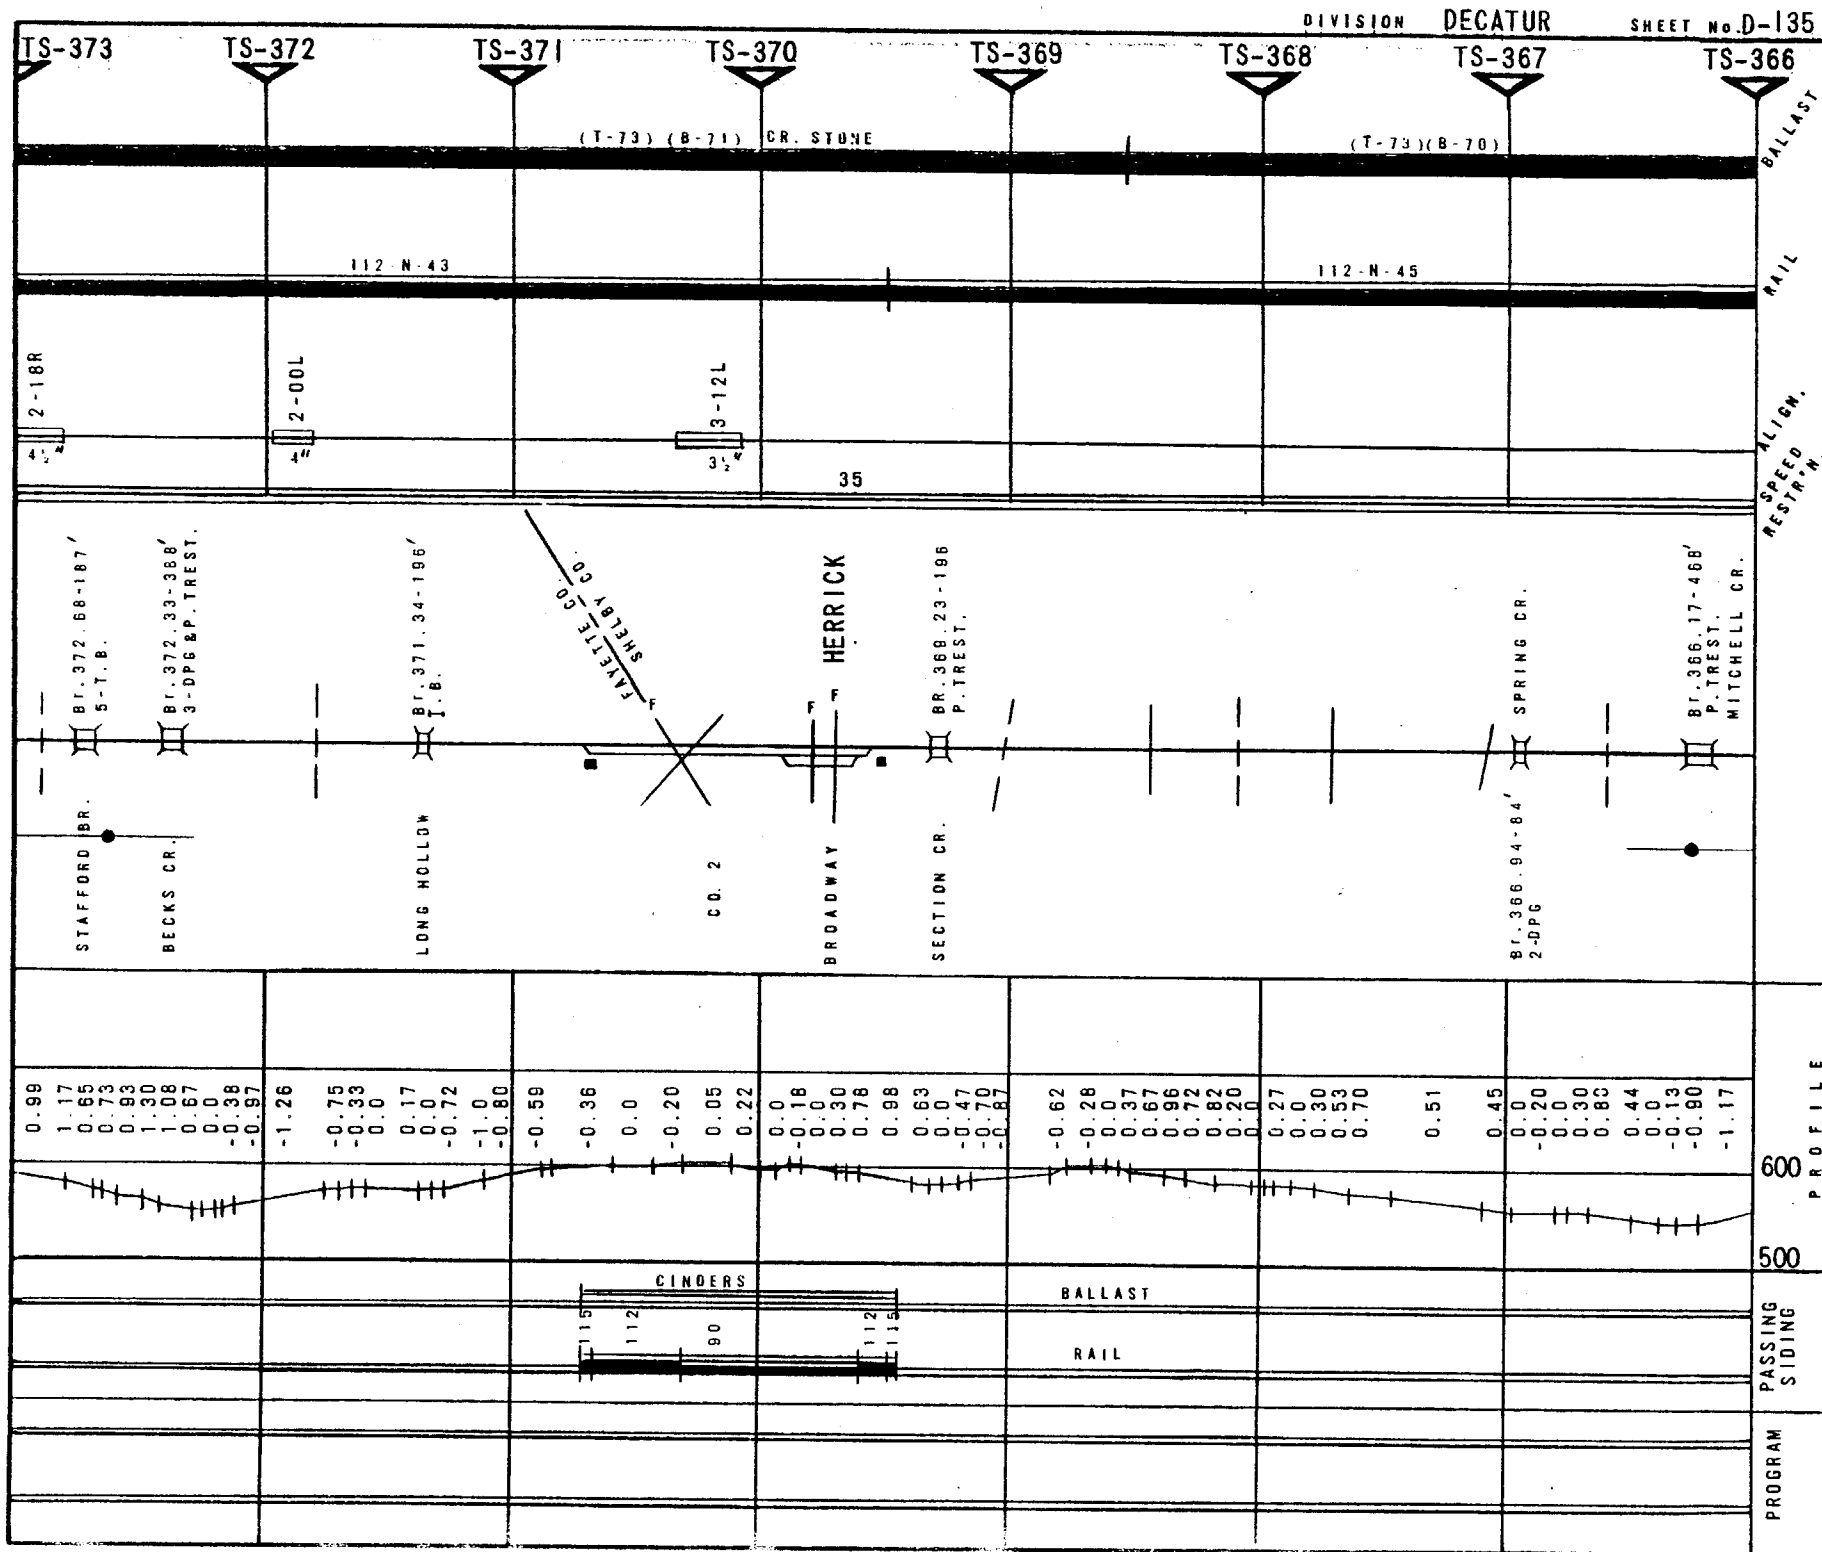 DIVISION DECATUR SHEET No. D-135
TS-373 TS-372 TS-371 TS-370 TS-369 TS-368 TS-367 TS-366
(T-73) (B-71) CR. STONE (T-73)(B-70)
BALLAST
112-N-43 112-N-45
RAIL
2-18R 2-00L 3-12L
4½" 4" 3½"
ALIGN.
35
SPEED
RESTR'N.
Br.372.68-187'
5-T.B.
Br.372.33-388'
3-DPG&P.TREST.
Br.371.34-196'
I.B.
FAYETTE CO.
SHELBY CO.
F
F
F
HERRICK
BR.369.23-196
P.TREST.
SPRING CR.
Br.366.17-468'
P.TREST.
MITCHELL CR.
STAFFORD BR.
BECKS CR.
LONG HOLLOW
CO. 2
BROADWAY
SECTION CR.
Br.366.94-84'
2-DPG
0.99 1.17 0.65 0.73 0.93 1.30 1.08 0.67 0.0 -0.38 -0.97 -1.26 -0.75 -0.33 0.0 0.17 0.0 -0.72 -1.0 -0.80 -0.59 -0.36 0.0 -0.20 0.05 0.22 0.0 -0.18 0.0 0.30 0.78 0.98 0.63 0.0 -0.47 -0.70 -0.87 -0.62 -0.28 0.0 0.37 0.67 0.96 0.72 0.82 0.20 0.0 0.27 0.0 0.30 0.53 0.70 0.51 0.45 0.0 -0.20 0.0 0.30 0.80 0.44 0.0 -0.13 -0.90 -1.17
600
PROFILE
500
CINDERS
BALLAST
115 112 90 112 115
RAIL
PASSING
SIDING
PROGRAM